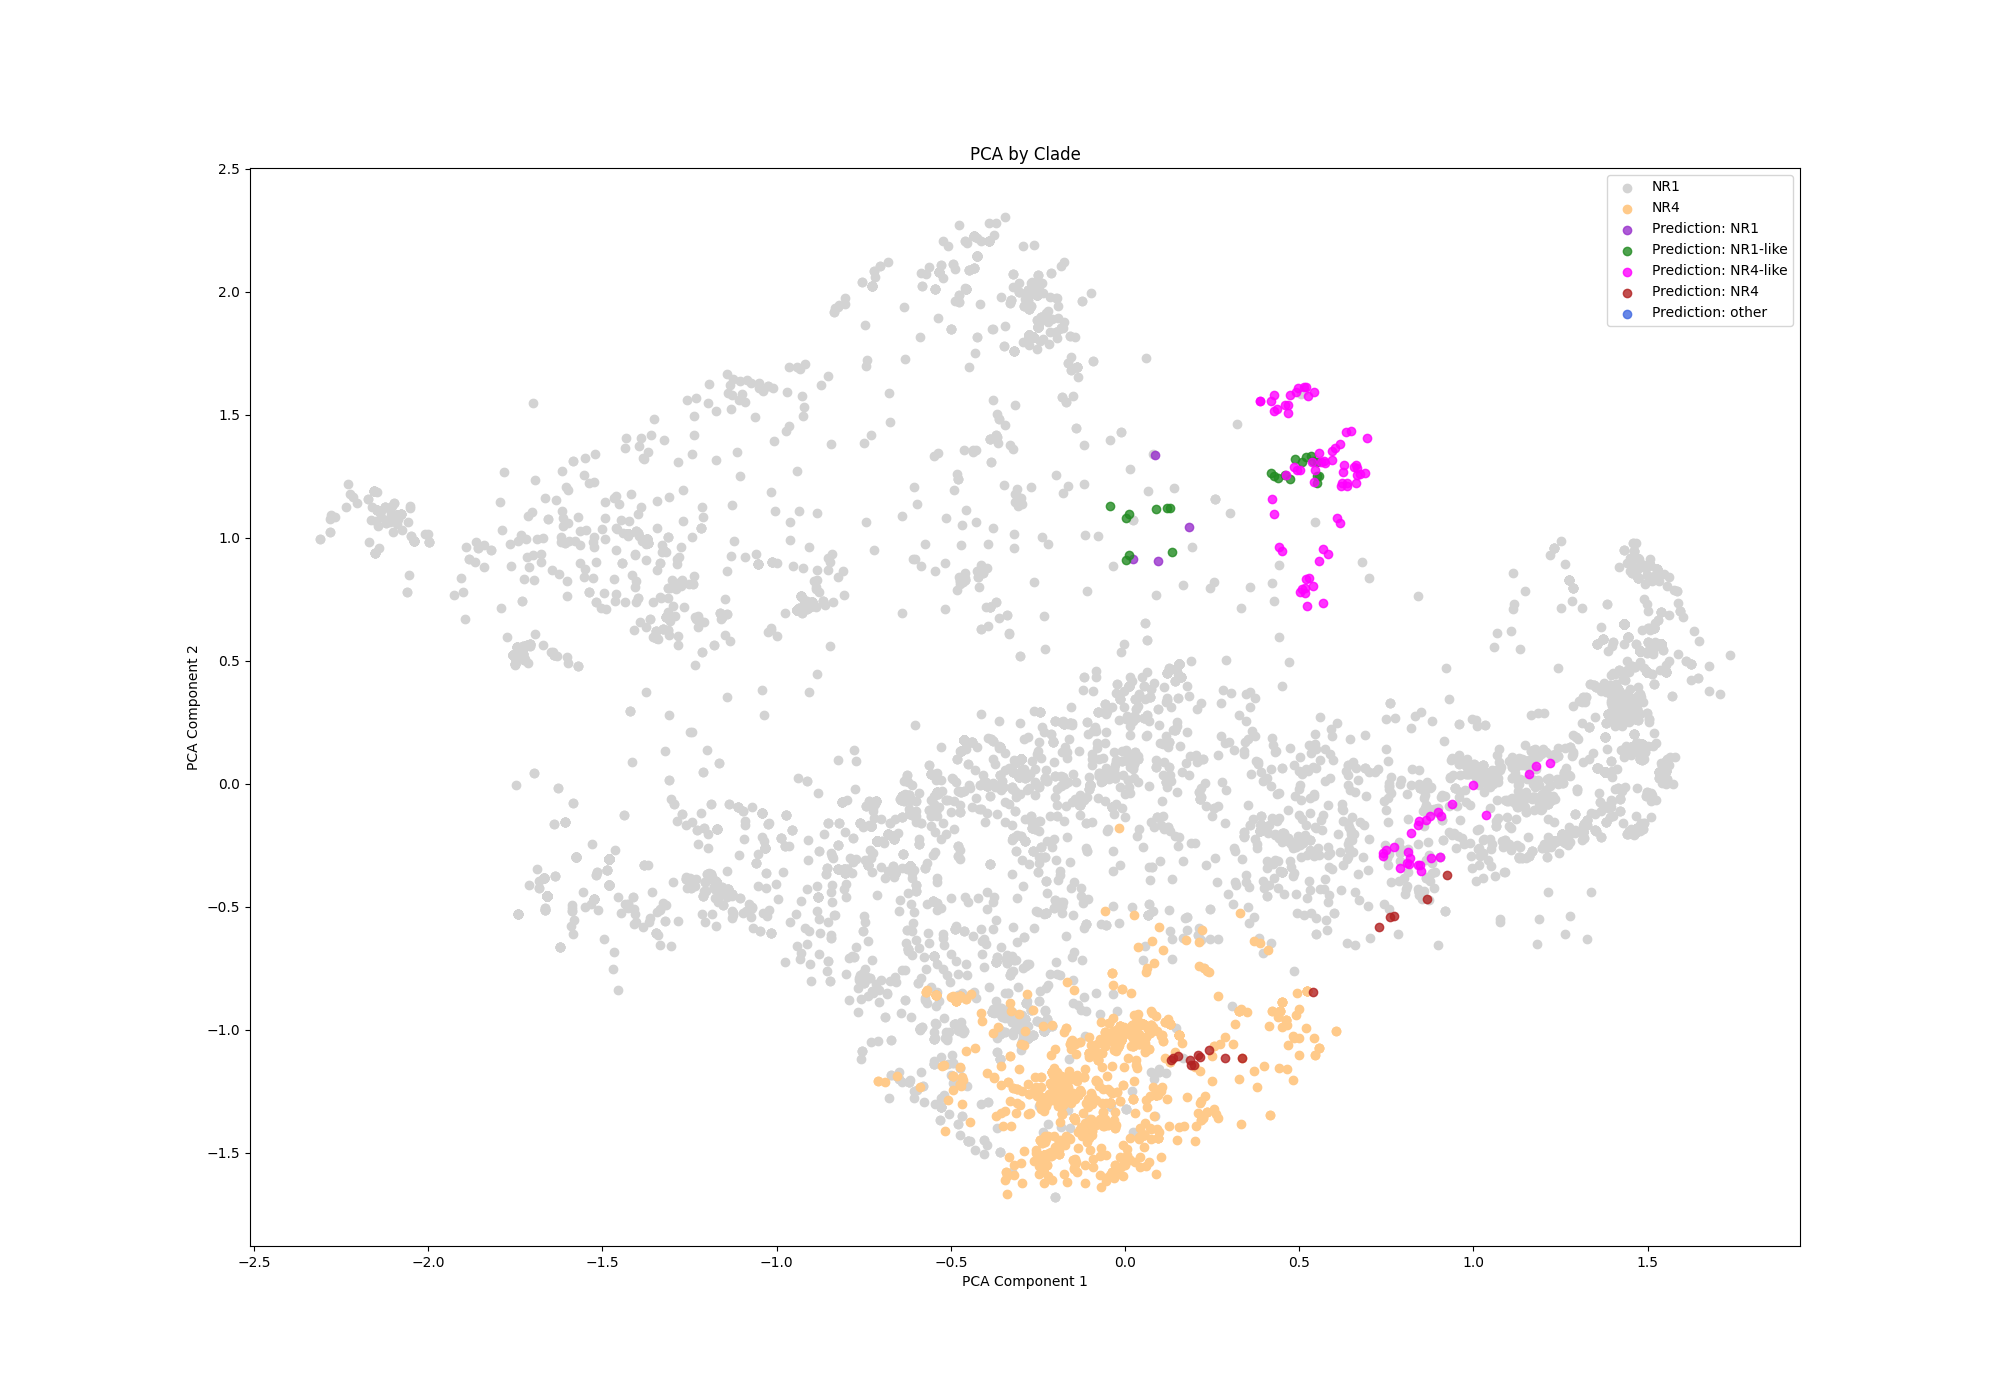 PCA by Clade
NR1
NR4
Prediction: NR1
Prediction: NR1-like
Prediction: NR4-like
Prediction: NR4
Prediction: other
2.5
2.0
1.5
1.0
0.5
0.0
−0.5
−1.0
−1.5
PCA Component 2
−2.5
−2.0
−1.5
−1.0
−0.5
0.0
0.5
1.0
1.5
PCA Component 1